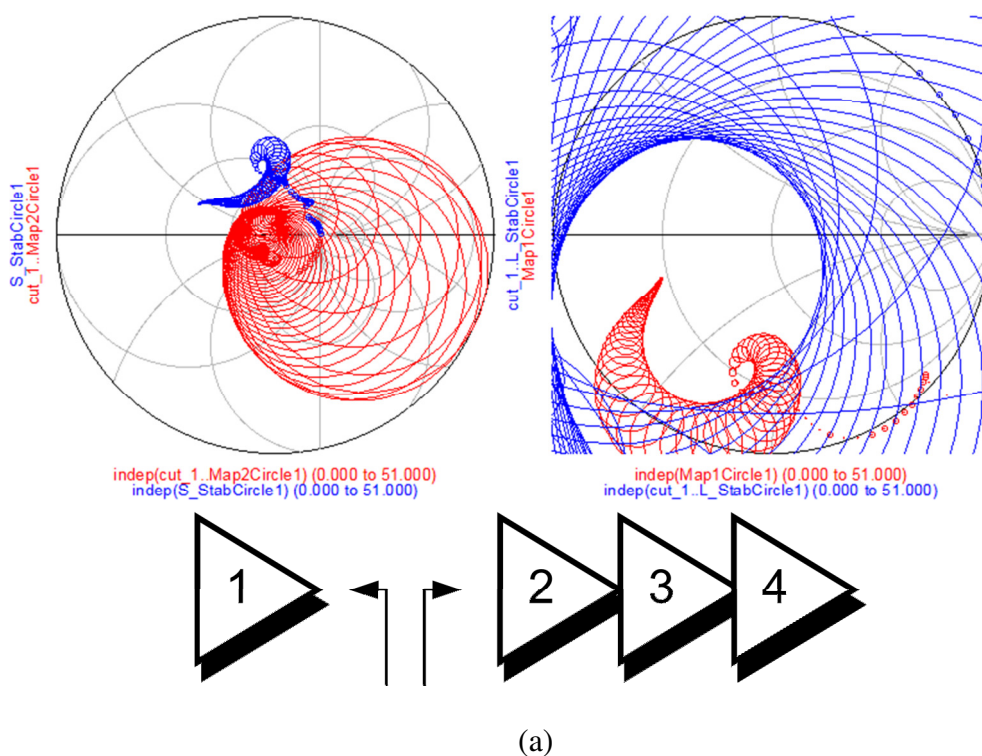 S_StabCircle1
cut_1..Map2Circle1
cut_1..L_StabCircle1
Map1Circle1
indep(cut_1..Map2Circle1) (0.000 to 51.000)
indep(S_StabCircle1) (0.000 to 51.000)
indep(Map1Circle1) (0.000 to 51.000)
indep(cut_1..L_StabCircle1) (0.000 to 51.000)
1
2
3
4
(a)